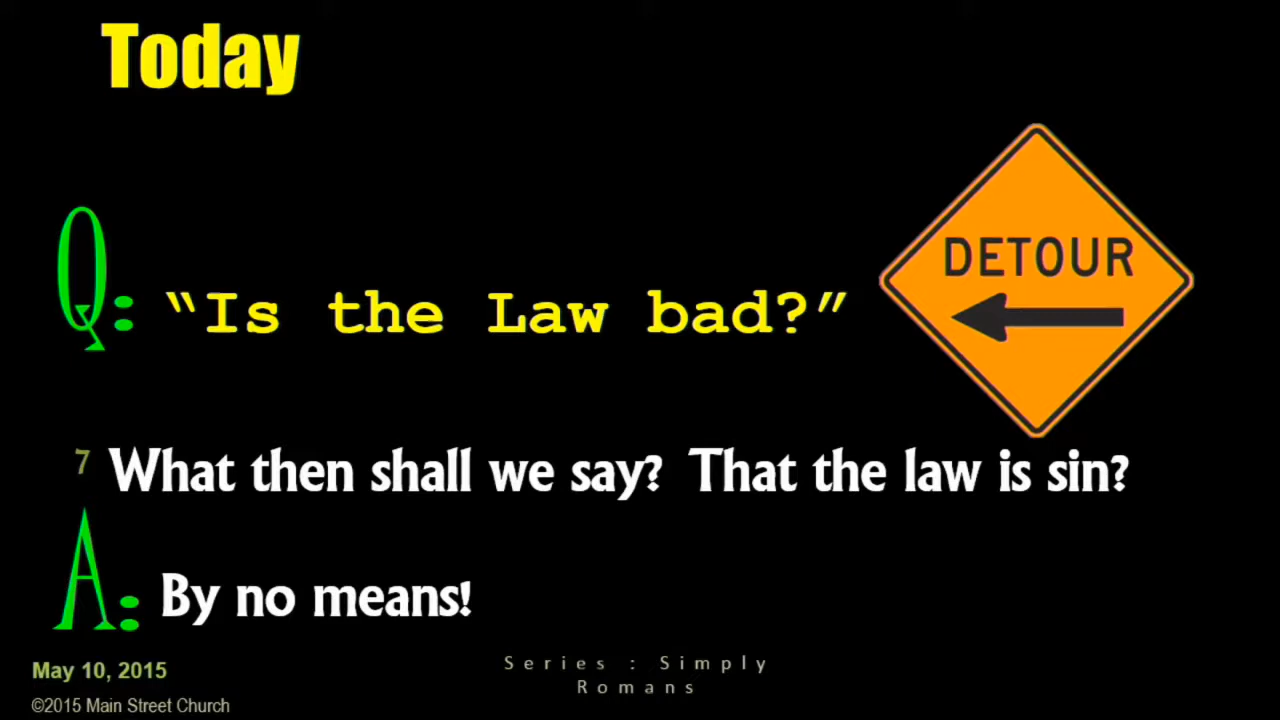 Today
DETOUR
Q: “Is the Law bad?”
7 What then shall we say? That the law is sin?
A: By no means!
May 10, 2015
Series : Simply
Romans
©2015 Main Street Church